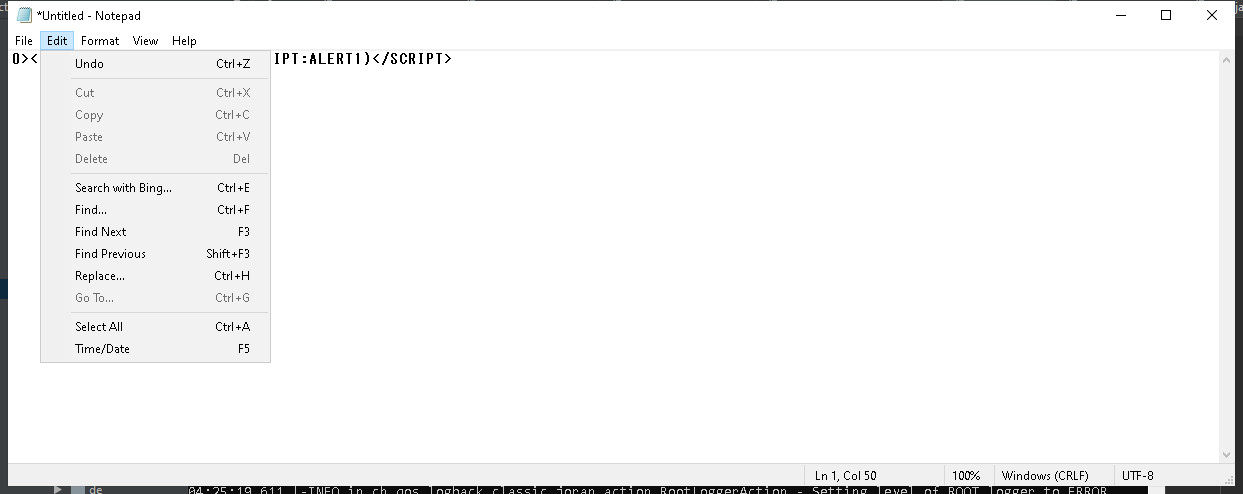 *Untitled - Notepad
File Edit Format View Help
0>< IPT:ALERT1)</SCRIPT>
Undo Ctrl+Z
Cut Ctrl+X
Copy Ctrl+C
Paste Ctrl+V
Delete Del
Search with Bing... Ctrl+E
Find... Ctrl+F
Find Next F3
Find Previous Shift+F3
Replace... Ctrl+H
Go To... Ctrl+G
Select All Ctrl+A
Time/Date F5
Ln 1, Col 50 100% Windows (CRLF) UTF-8
de 04:25:19,611 |-INFO in ch.qos.logback.classic.joran.action.RootLoggerAction - Setting level of ROOT logger to ERROR